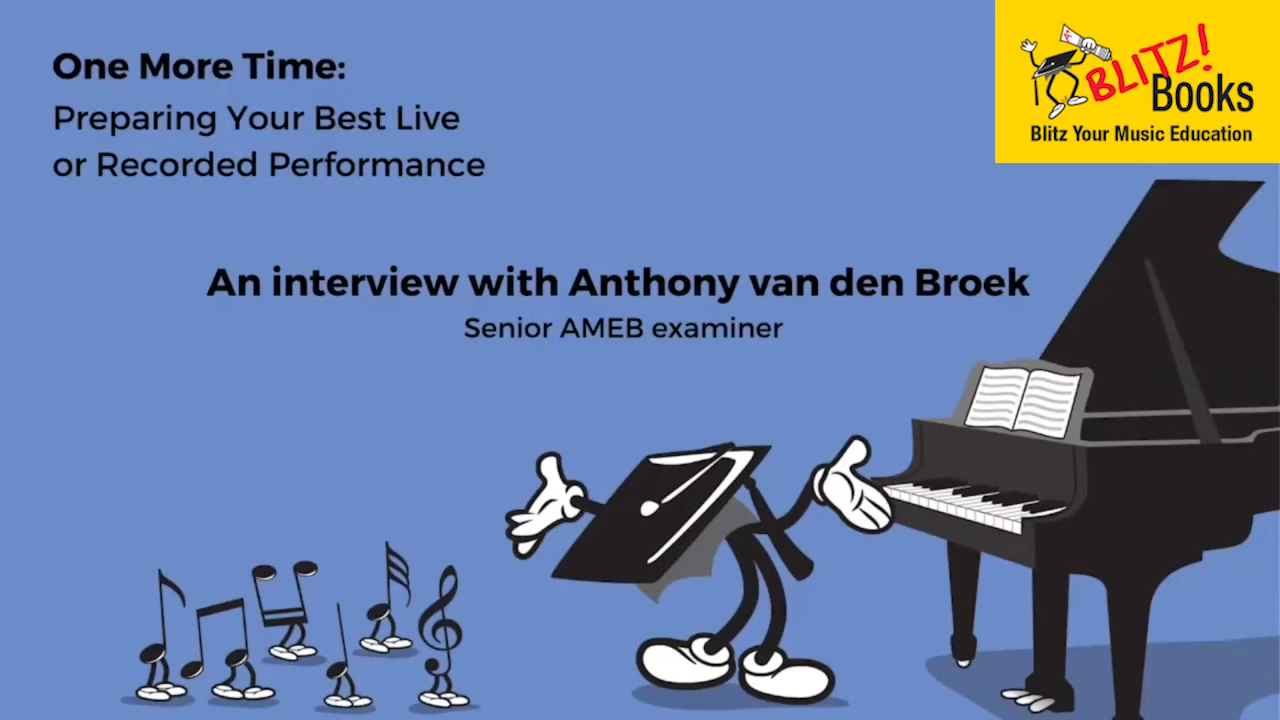 One More Time:
Preparing Your Best Live
or Recorded Performance
BLITZ!
Books
Blitz Your Music Education
An interview with Anthony van den Broek
Senior AMEB examiner